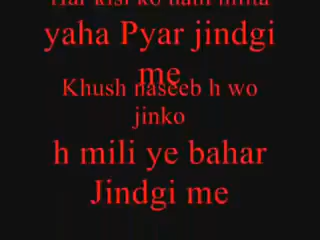 Har kisi ko nahi milta
yaha Pyar jindgi
me
Khush naseeb h wo
jinko
h mili ye bahar
Jindgi me